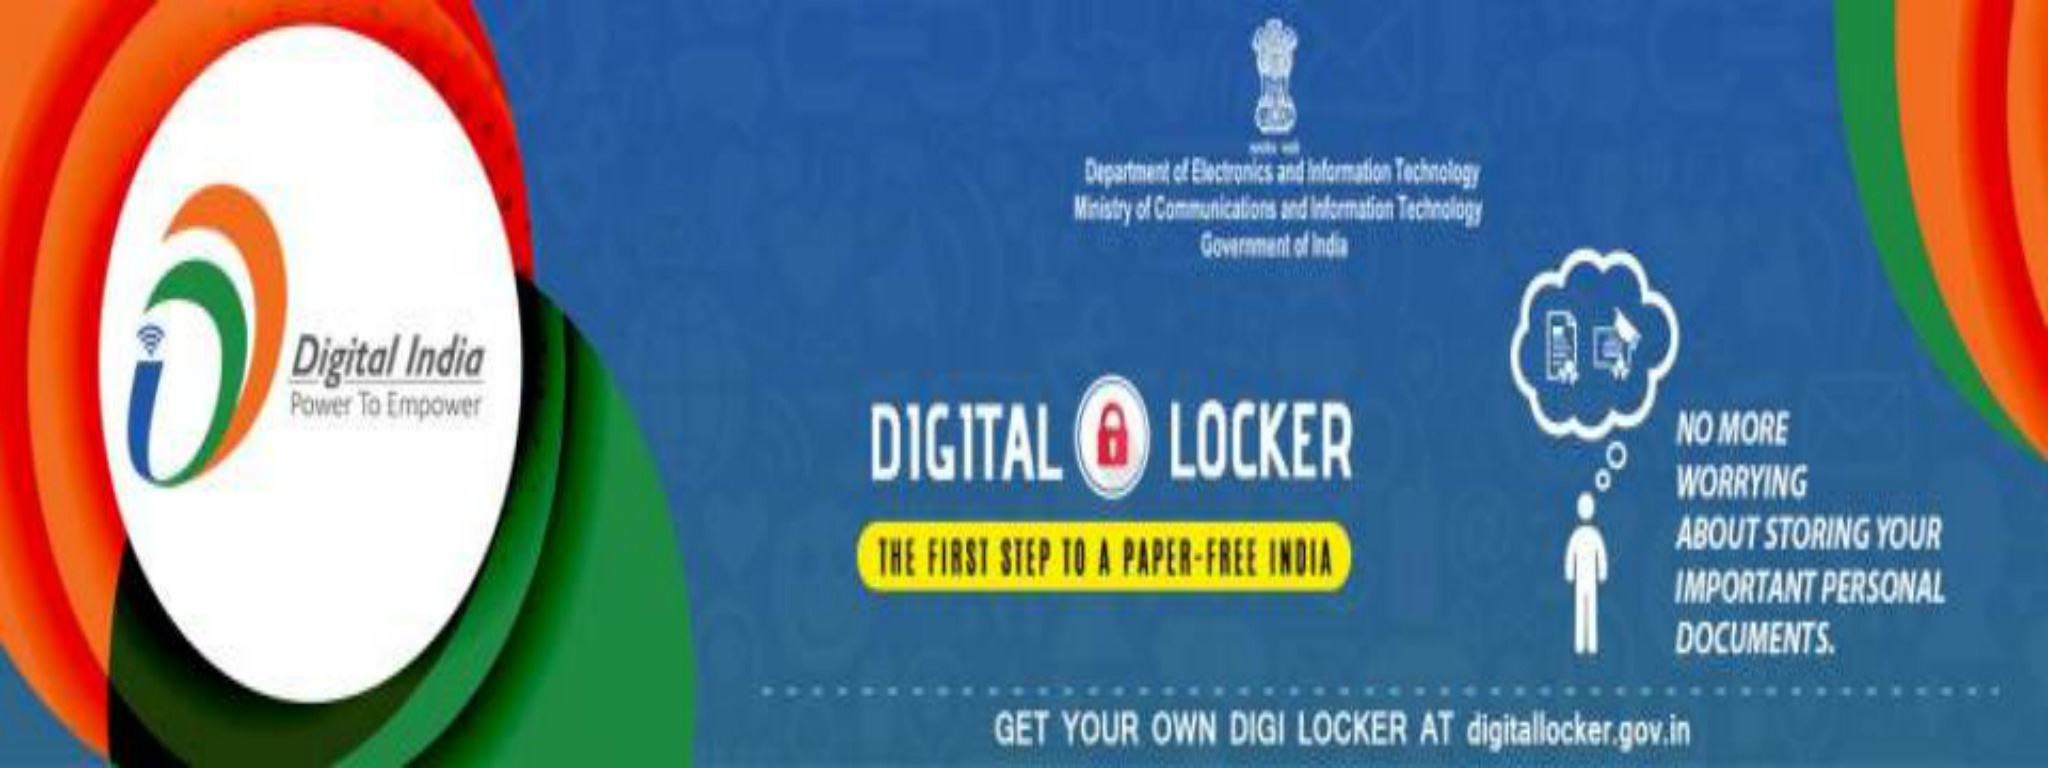 Digital India
Power To Empower
Department of Electronics and Information Technology
Ministry of Communications and Information Technology
Government of India
DIGITAL LOCKER
THE FIRST STEP TO A PAPER-FREE INDIA
NO MORE
WORRYING
ABOUT STORING YOUR
IMPORTANT PERSONAL
DOCUMENTS.
GET YOUR OWN DIGI LOCKER AT digitallocker.gov.in